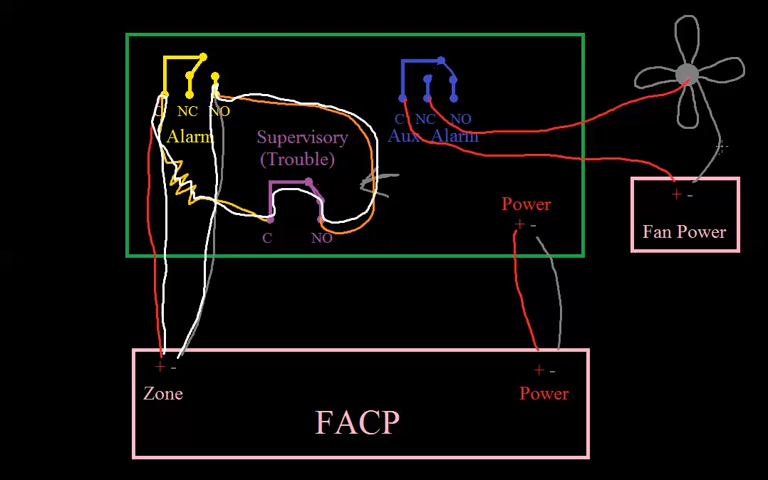 C NC NO
Alarm
Supervisory
(Trouble)
C NO
C NC NO
Aux Alarm
Power
+ -
+ -
Fan Power
+ -
Zone
+ -
Power
FACP